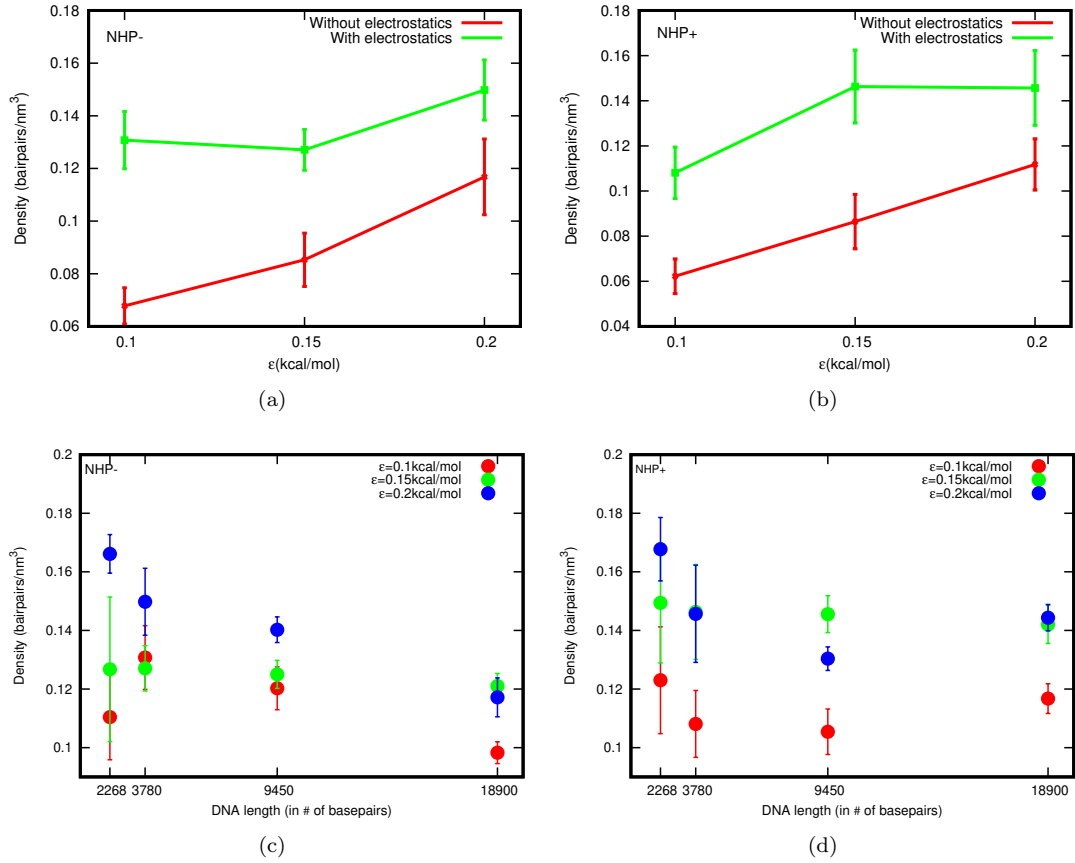 NHP-
Without electrostatics
With electrostatics
Density (bairpairs/nm³)
0.18
0.16
0.14
0.12
0.1
0.08
0.06
0.1 0.15 0.2
ε(kcal/mol)
(a)
NHP+
Without electrostatics
With electrostatics
Density (bairpairs/nm³)
0.18
0.16
0.14
0.12
0.1
0.08
0.06
0.04
0.1 0.15 0.2
ε(kcal/mol)
(b)
NHP-
ε=0.1kcal/mol
ε=0.15kcal/mol
ε=0.2kcal/mol
Density (bairpairs/nm³)
0.2
0.18
0.16
0.14
0.12
0.1
2268 3780 9450 18900
DNA length (in # of basepairs)
(c)
NHP+
ε=0.1kcal/mol
ε=0.15kcal/mol
ε=0.2kcal/mol
Density (bairpairs/nm³)
0.2
0.18
0.16
0.14
0.12
0.1
2268 3780 9450 18900
DNA length (in # of basepairs)
(d)